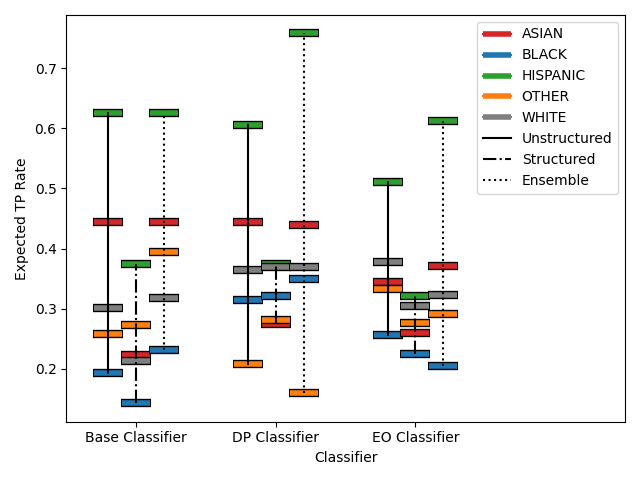 ASIAN
BLACK
HISPANIC
OTHER
WHITE
Unstructured
Structured
Ensemble
Expected TP Rate
0.7
0.6
0.5
0.4
0.3
0.2
Base Classifier
DP Classifier
EO Classifier
Classifier